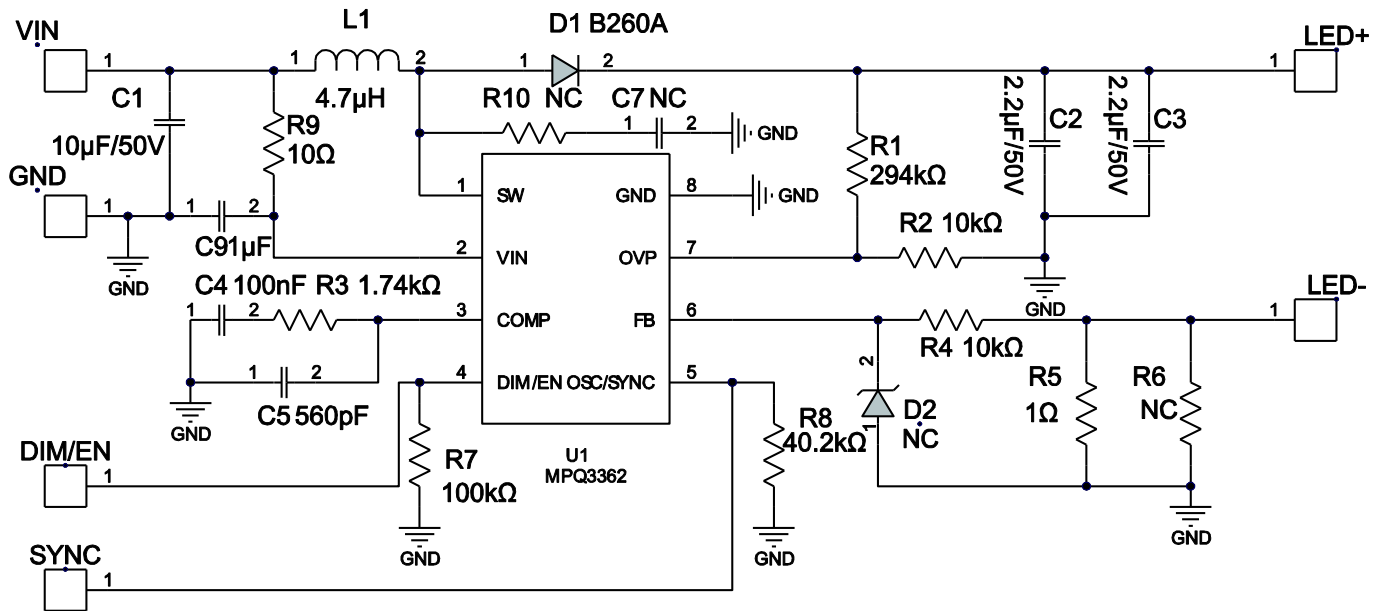 VIN
1
L1
1
2
4.7µH
D1 B260A
1
2
LED+
1
C1
10µF/50V
R9
10Ω
R10 NC
C7 NC
1
2
GND
R1
294kΩ
2.2µF/50V
C2
2.2µF/50V
C3
GND
1
GND
1
2
C9 1µF
1
SW
2
VIN
3
COMP
4
DIM/EN
OSC/SYNC
5
GND
8
GND
OVP
7
FB
6
U1
MPQ3362
R2 10kΩ
GND
C4 100nF
R3 1.74kΩ
1
2
1
2
C5 560pF
GND
R4 10kΩ
LED-
1
2
D2
NC
1
R5
1Ω
R6
NC
GND
R8
40.2kΩ
GND
DIM/EN
1
R7
100kΩ
GND
SYNC
1